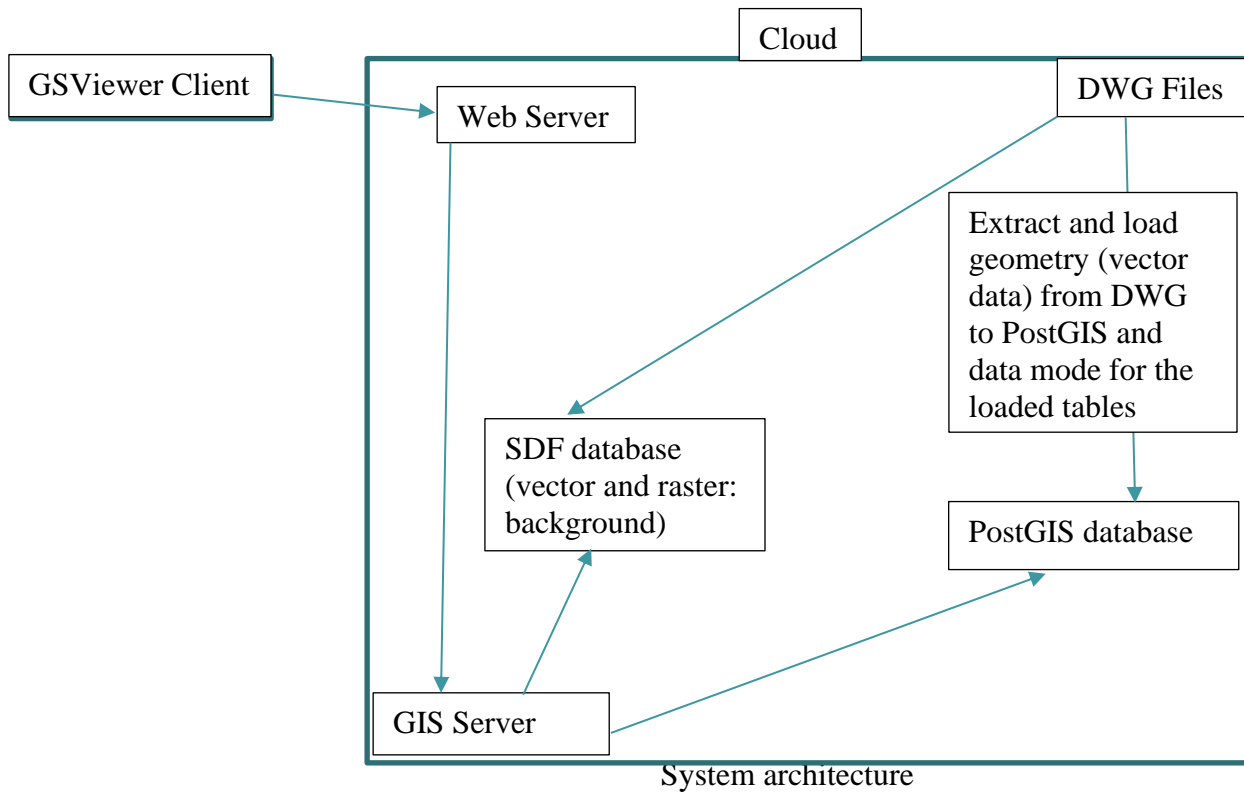 Cloud
GSViewer Client
Web Server
DWG Files
Extract and load
geometry (vector
data) from DWG
to PostGIS and
data mode for the
loaded tables
SDF database
(vector and raster:
background)
PostGIS database
GIS Server
System architecture